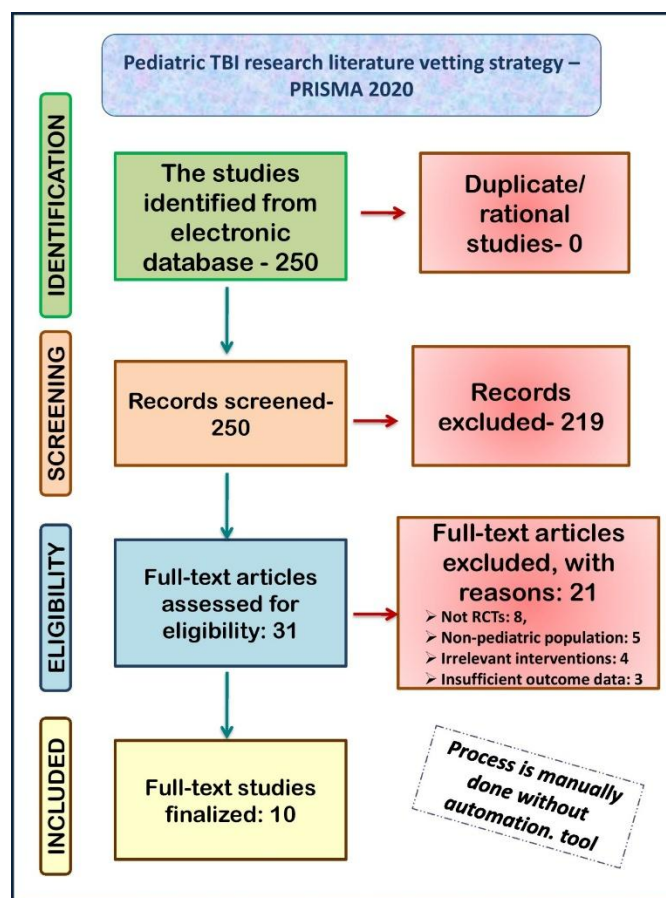 Pediatric TBI research literature vetting strategy –
PRISMA 2020
IDENTIFICATION
The studies
identified from
electronic
database - 250
Duplicate/
rational
studies- 0
SCREENING
Records screened-
250
Records
excluded- 219
ELIGIBILITY
Full-text articles
assessed for
eligibility: 31
Full-text articles
excluded, with
reasons: 21
➢ Not RCTs: 8,
➢ Non-pediatric population: 5
➢ Irrelevant interventions: 4
➢ Insufficient outcome data: 3
INCLUDED
Full-text studies
finalized: 10
Process is manually
done without
automation. tool